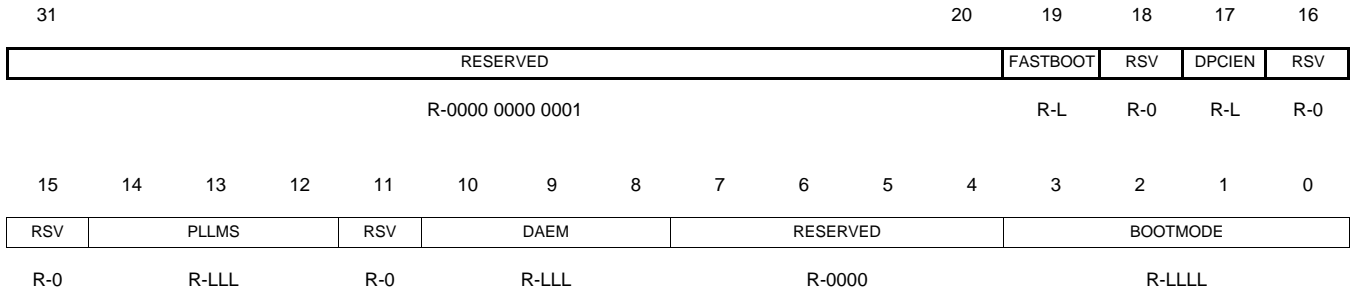 31 20 19 18 17 16
RESERVED FASTBOOT RSV DPCIEN RSV
R-0000 0000 0001 R-L R-0 R-L R-0
15 14 13 12 11 10 9 8 7 6 5 4 3 2 1 0
RSV PLLMS RSV DAEM RESERVED BOOTMODE
R-0 R-LLL R-0 R-LLL R-0000 R-LLLL